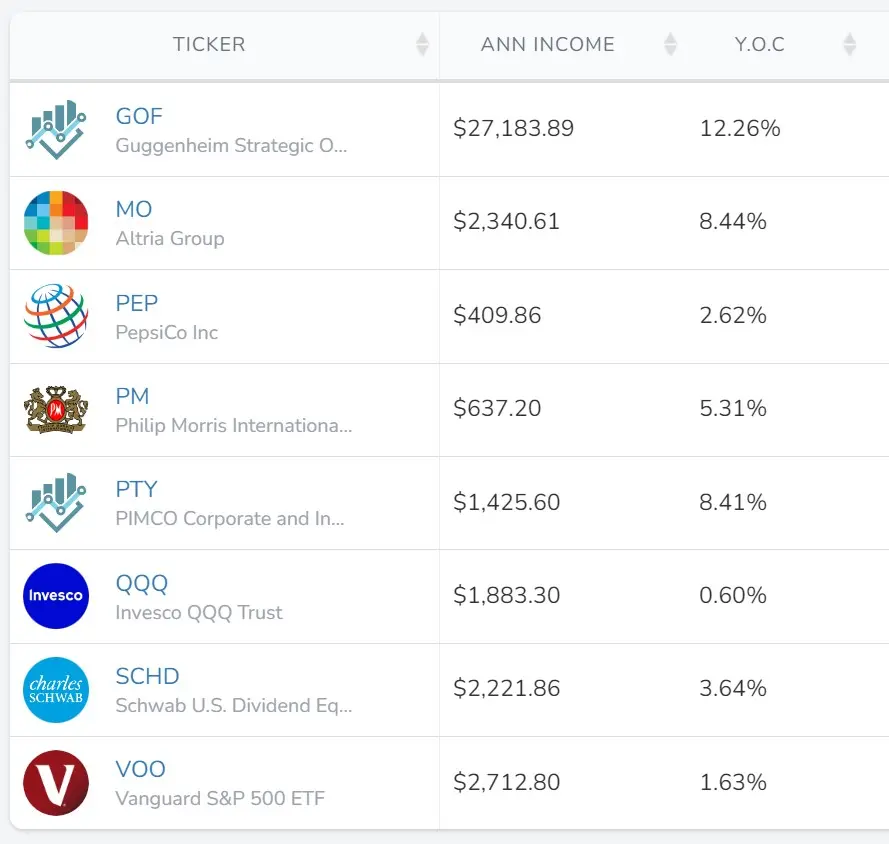 TICKER ANN INCOME Y.O.C
GOF
Guggenheim Strategic O...
$27,183.89 12.26%
MO
Altria Group
$2,340.61 8.44%
PEP
PepsiCo Inc
$409.86 2.62%
PM
PM
Philip Morris Internationa...
$637.20 5.31%
PTY
PIMCO Corporate and In...
$1,425.60 8.41%
Invesco
QQQ
Invesco QQQ Trust
$1,883.30 0.60%
charles
SCHWAB
SCHD
Schwab U.S. Dividend Eq...
$2,221.86 3.64%
V
VOO
Vanguard S&P 500 ETF
$2,712.80 1.63%